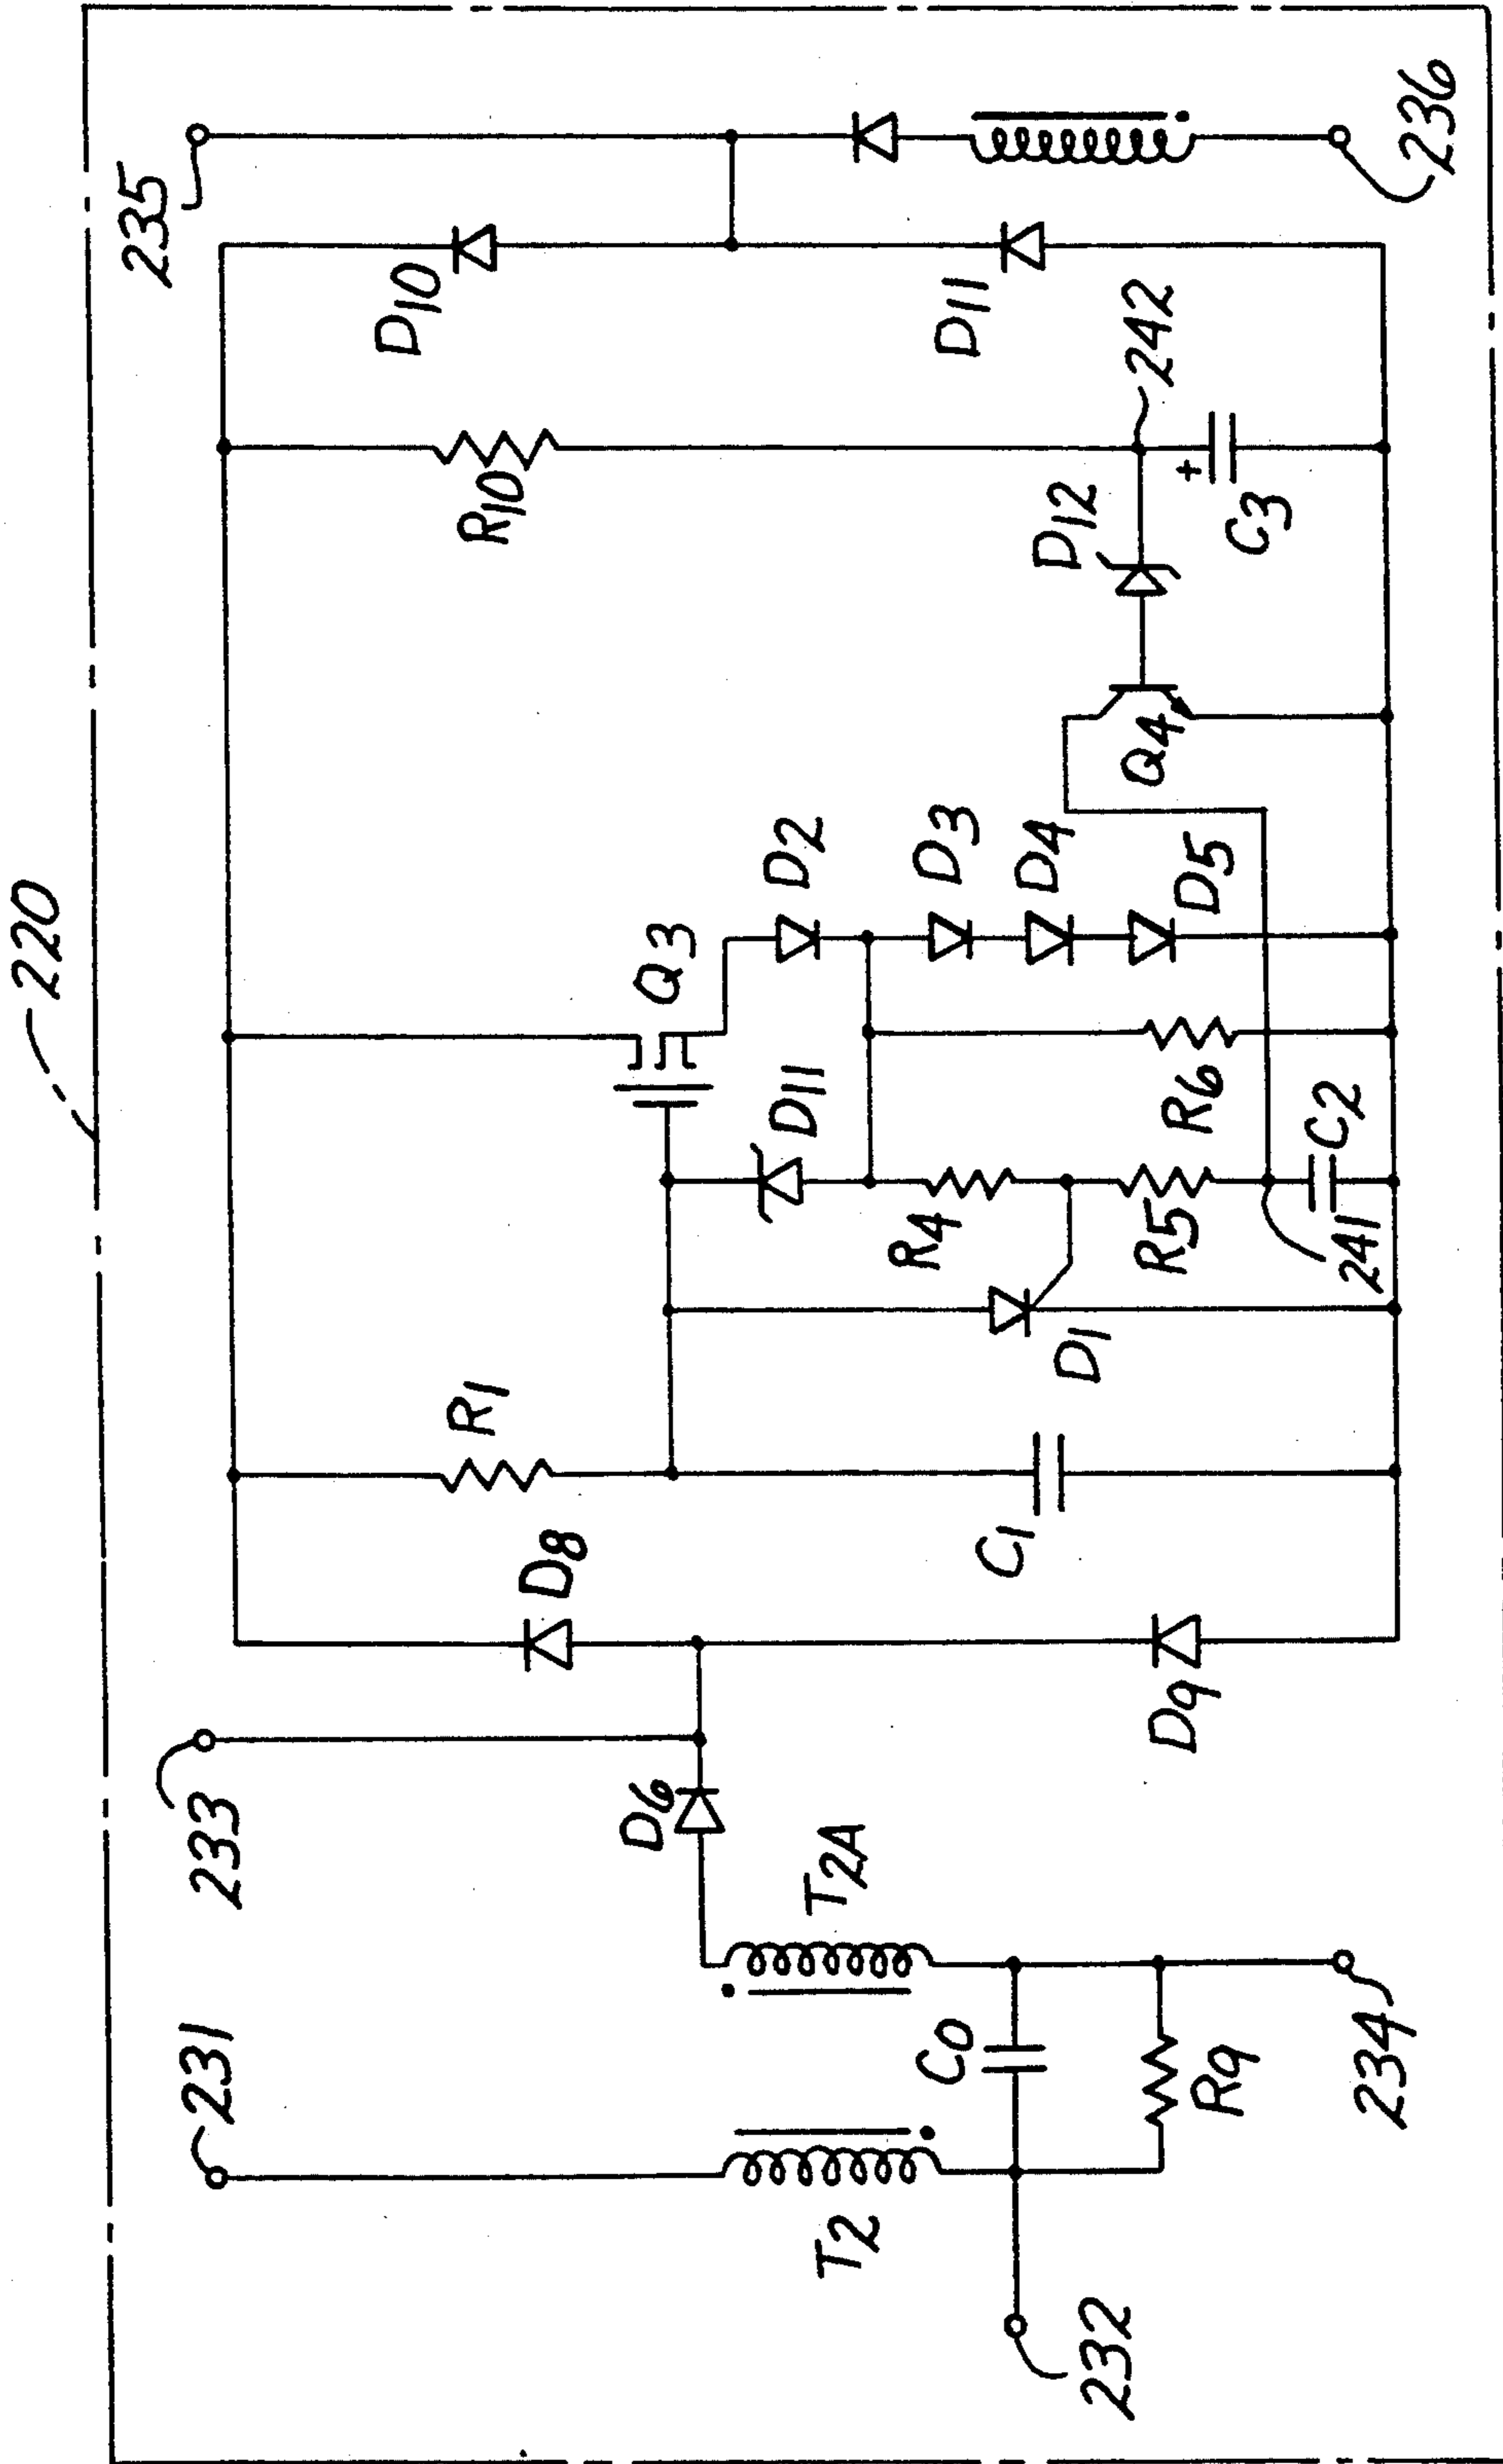 220
235
D10
R10
D11
242
D12
C3
236
Q4
D2
D3
D4
D5
Q3
D11
R6
R4
R5
C2
241
D1
R1
C1
D8
D9
233
D6
T2A
234
231
C0
R9
T2
232
+